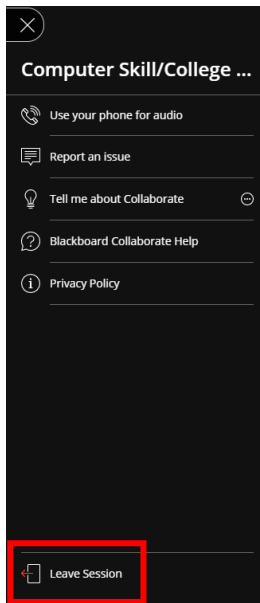 Computer Skill/College ...
Use your phone for audio
Report an issue
Tell me about Collaborate
Blackboard Collaborate Help
Privacy Policy
Leave Session